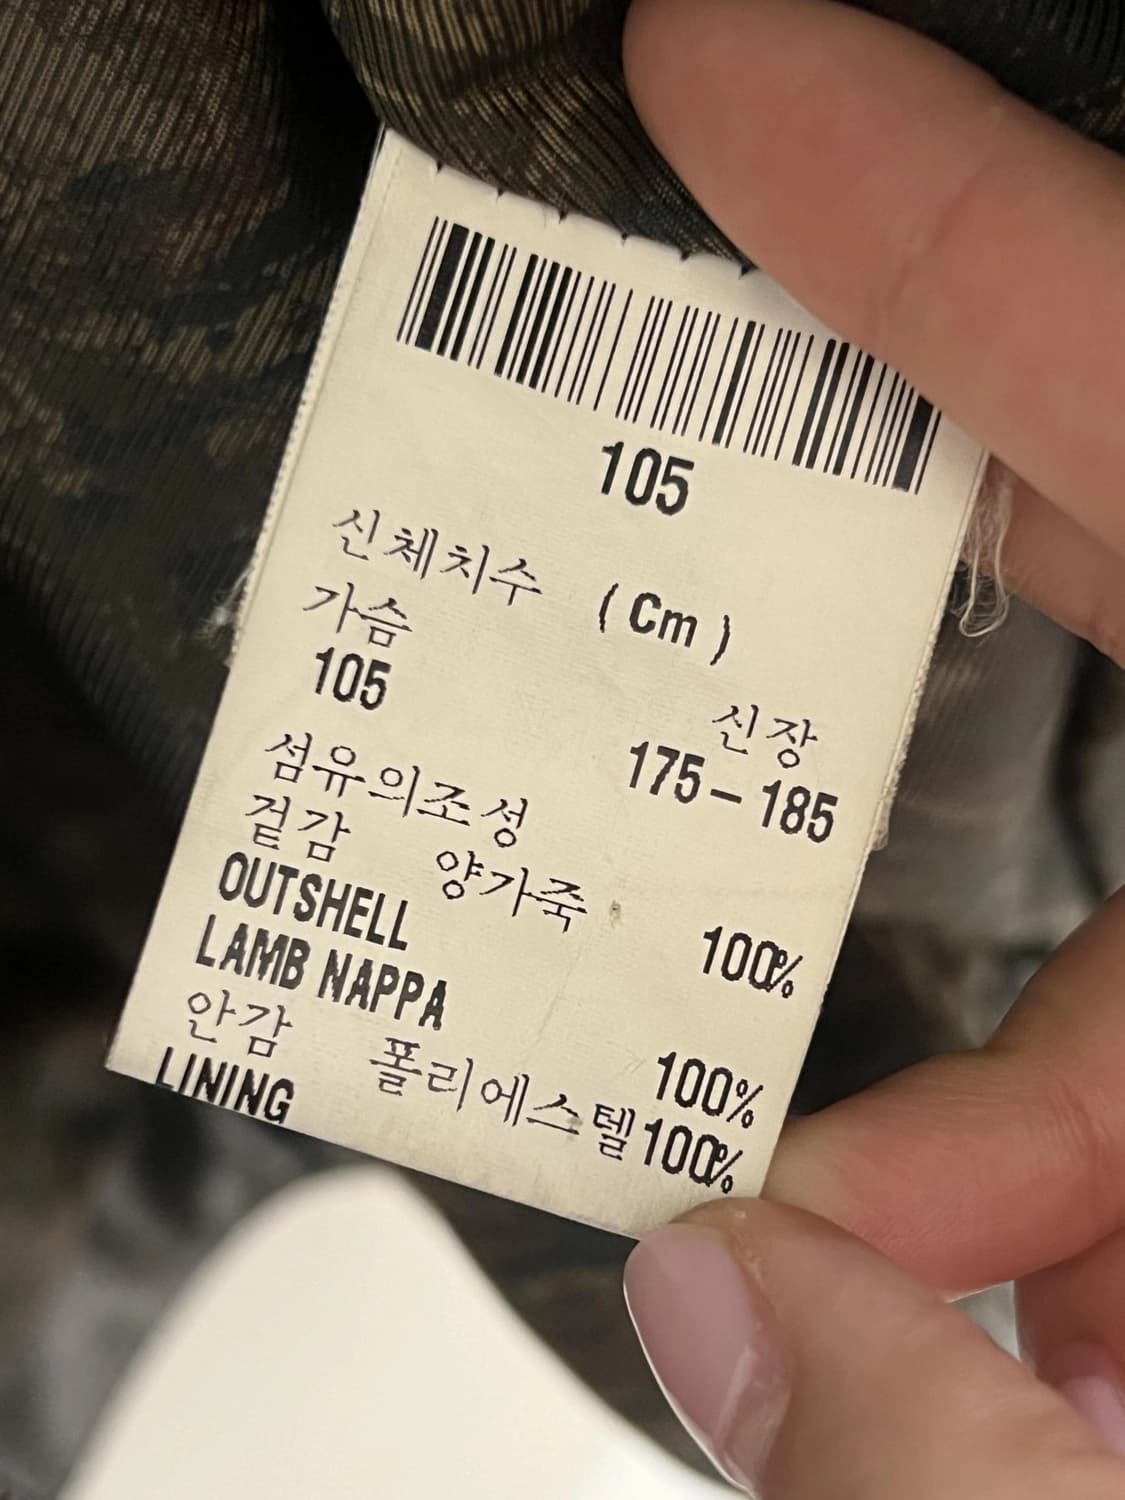 105
신체치수 (Cm)
가슴 신장
105 175-185
섬유의조성
겉감 양가죽 100%
OUTSHELL
LAMB NAPPA 100%
안감 폴리에스텔 100%
LINING